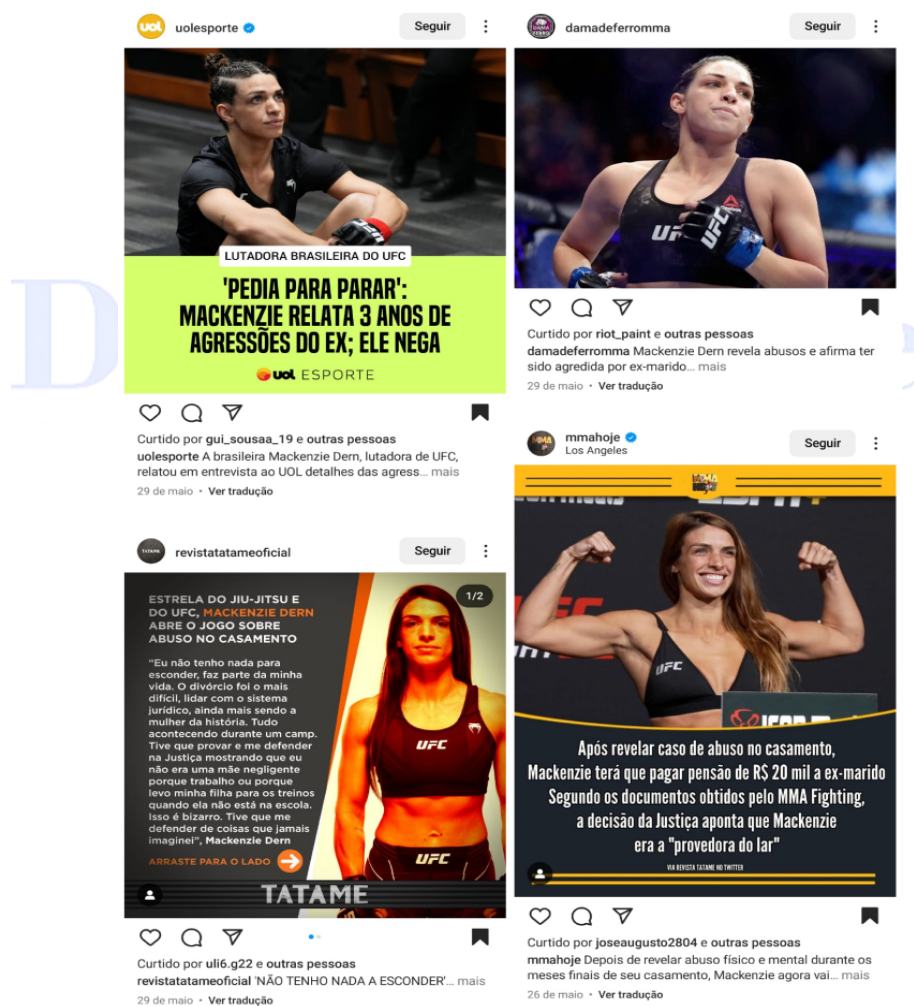 uol
uolesporte
Seguir
UFC
LUTADORA BRASILEIRA DO UFC
'PEDIA PARA PARAR':
MACKENZIE RELATA 3 ANOS DE
AGRESSÕES DO EX; ELE NEGA
uol ESPORTE
Curtido por gui_sousaa_19 e outras pessoas
uolesporte A brasileira Mackenzie Dern, lutadora de UFC,
relatou em entrevista ao UOL detalhes das agress... mais
29 de maio • Ver tradução
damadeferromma
Seguir
UFC
UFC
Curtido por riot_paint e outras pessoas
damadeferromma Mackenzie Dern revela abusos e afirma ter
sido agredida por ex-marido... mais
29 de maio • Ver tradução
D
TATAME
revistatatameoficial
Seguir
1/2
ESTRELA DO JIU-JITSU E
DO UFC, MACKENZIE DERN
ABRE O JOGO SOBRE
ABUSO NO CASAMENTO
"Eu não tenho nada para
esconder, faz parte da minha
vida. O divórcio foi o mais
difícil, lidar com o sistema
jurídico, ainda mais sendo a
mulher da história. Tudo
acontecendo durante um camp.
Tive que provar e me defender
na Justiça mostrando que eu
não era uma mãe negligente
porque trabalho ou porque
levo minha filha para os treinos
quando ela não está na escola.
Isso é bizarro. Tive que me
defender de coisas que jamais
imaginei", Mackenzie Dern
ARRASTE PARA O LADO
UFC
UFC
TATAME
Curtido por uli6.g22 e outras pessoas
revistatatameoficial 'NÃO TENHO NADA A ESCONDER'... mais
29 de maio • Ver tradução
MMA
mmahoje
Los Angeles
Seguir
MMA
UFC
Após revelar caso de abuso no casamento,
Mackenzie terá que pagar pensão de R$ 20 mil a ex-marido
Segundo os documentos obtidos pelo MMA Fighting,
a decisão da Justiça aponta que Mackenzie
era a "provedora do lar"
VIA REVISTA TATAME NO TWITTER
Curtido por joseaugusto2804 e outras pessoas
mmahoje Depois de revelar abuso físico e mental durante os
meses finais de seu casamento, Mackenzie agora vai... mais
26 de maio • Ver tradução